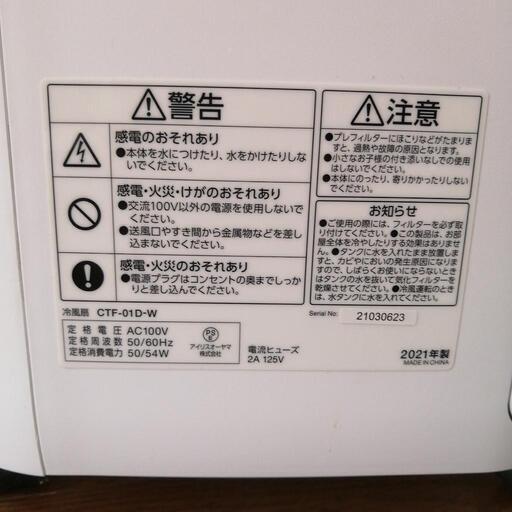 警告
感電のおそれあり
●本体を水につけたり、水をかけたりしな
いでください。
感電・火災・けがのおそれあり
●交流100V以外の電源を使用しないで
ください。
●送風口やすき間から金属物などを差し
込まないでください。
感電・火災のおそれあり
●電源プラグはコンセントの奥までしっか
りと差し込んでください。
注意
●プレフィルターにほこりなどがたまりま
すと、過熱や故障の原因となります。
●小さなお子様の付き添いなしでの使用
はしないでください。
●本体にのったり、寄りかかったりしない
でください。
お知らせ
●ご使用の際には、フィルターを必ず取
り付けてください。●この製品は、お部
屋全体を冷やしたりする効果はありませ
ん。●タンクに水を入れたまま放置しま
すと、カビやにおいの発生原因になりま
すので、しばらくお使いにならないときに
はタンクの水を抜いて気化フィルターを
乾燥させてください。●冷風運転のとき
は、水タンクに水を入れてください。
冷風扇 CTF-01D-W
定格電圧 AC100V
定格周波数 50/60Hz
定格消費電力 50/54W
PS
E
アイリスオーヤマ
株式会社
電流ヒューズ
2A 125V
Serial No: 21030623
2021年製
MADE IN CHINA